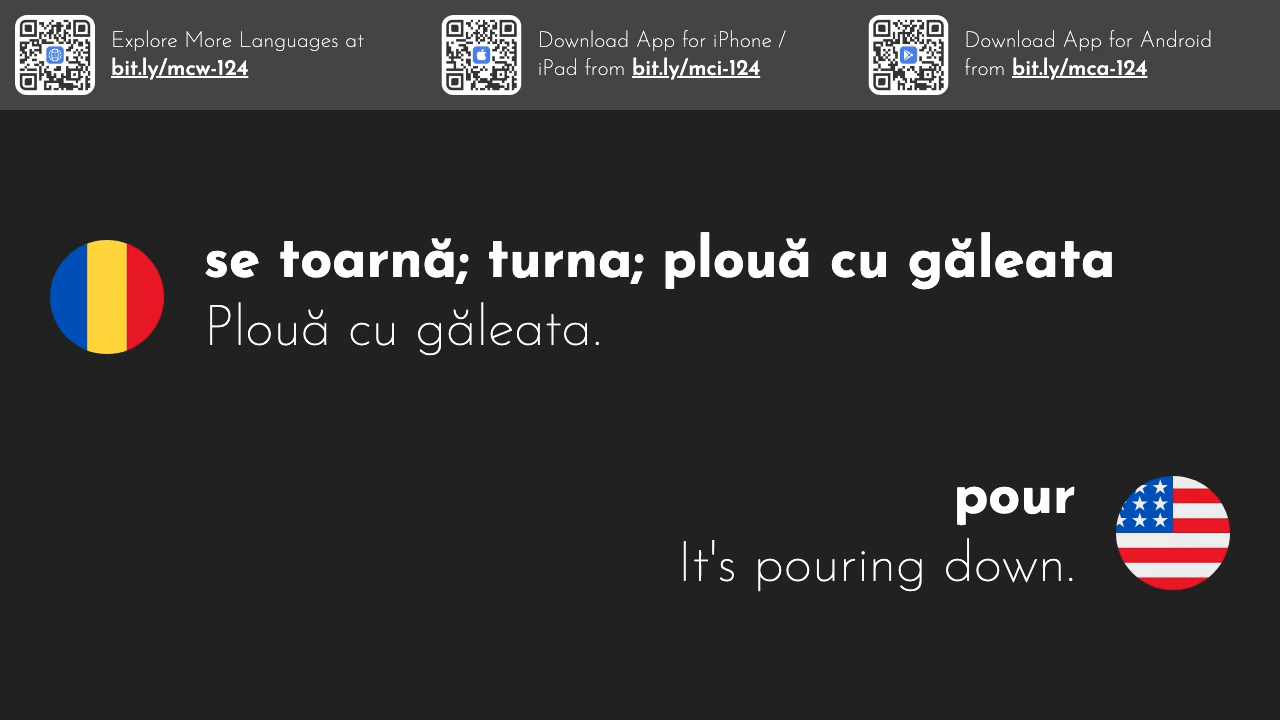 Explore More Languages at
bit.ly/mcw-124
Download App for iPhone /
iPad from bit.ly/mci-124
Download App for Android
from bit.ly/mca-124
se toarnă; turna; plouă cu găleata
Plouă cu găleata.
pour
It's pouring down.